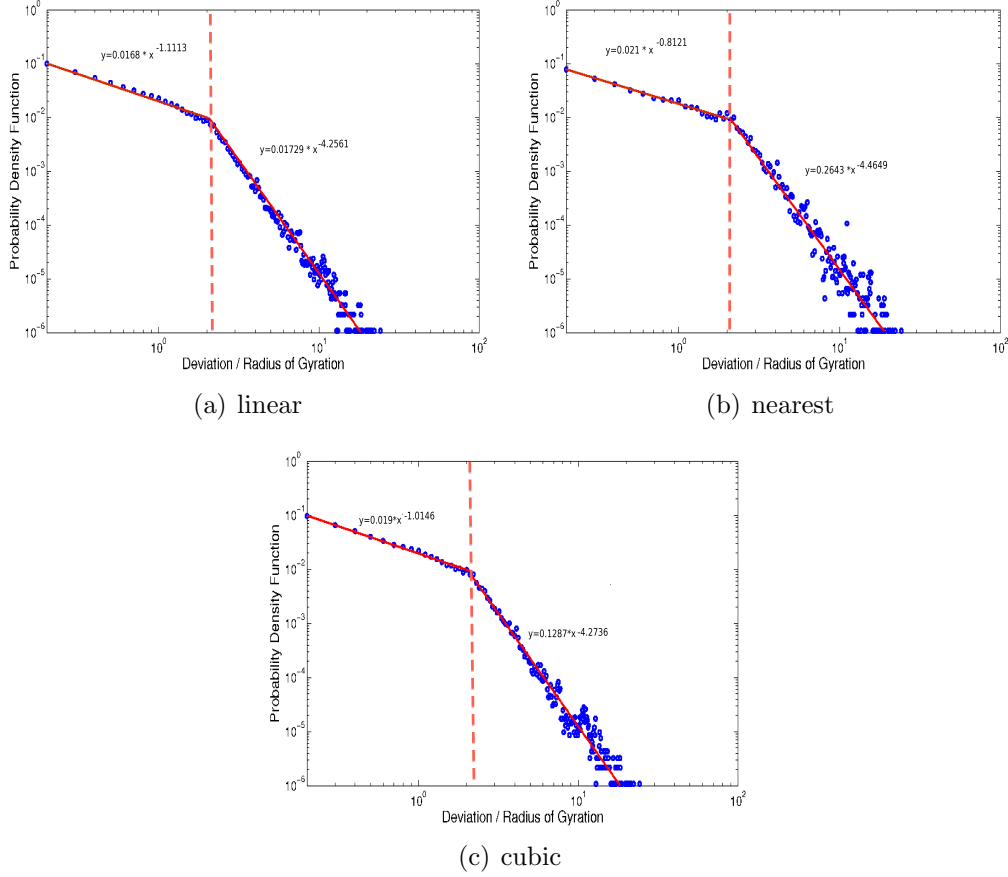 10^0
10^-1
10^-2
10^-3
10^-4
10^-5
10^-6
10^0
10^1
10^2
Probability Density Function
Deviation / Radius of Gyration
y=0.0168 * x^-1.1113
y=0.01729 * x^-4.2561
(a) linear
10^0
10^-1
10^-2
10^-3
10^-4
10^-5
10^-6
10^0
10^1
10^2
Probability Density Function
Deviation / Radius of Gyration
y=0.021 * x^-0.8121
y=0.2643 *x^-4.4649
(b) nearest
10^0
10^-1
10^-2
10^-3
10^-4
10^-5
10^-6
10^0
10^1
10^2
Probability Density Function
Deviation / Radius of Gyration
y=0.019*x^-1.0146
y=0.1287*x^-4.2736
(c) cubic